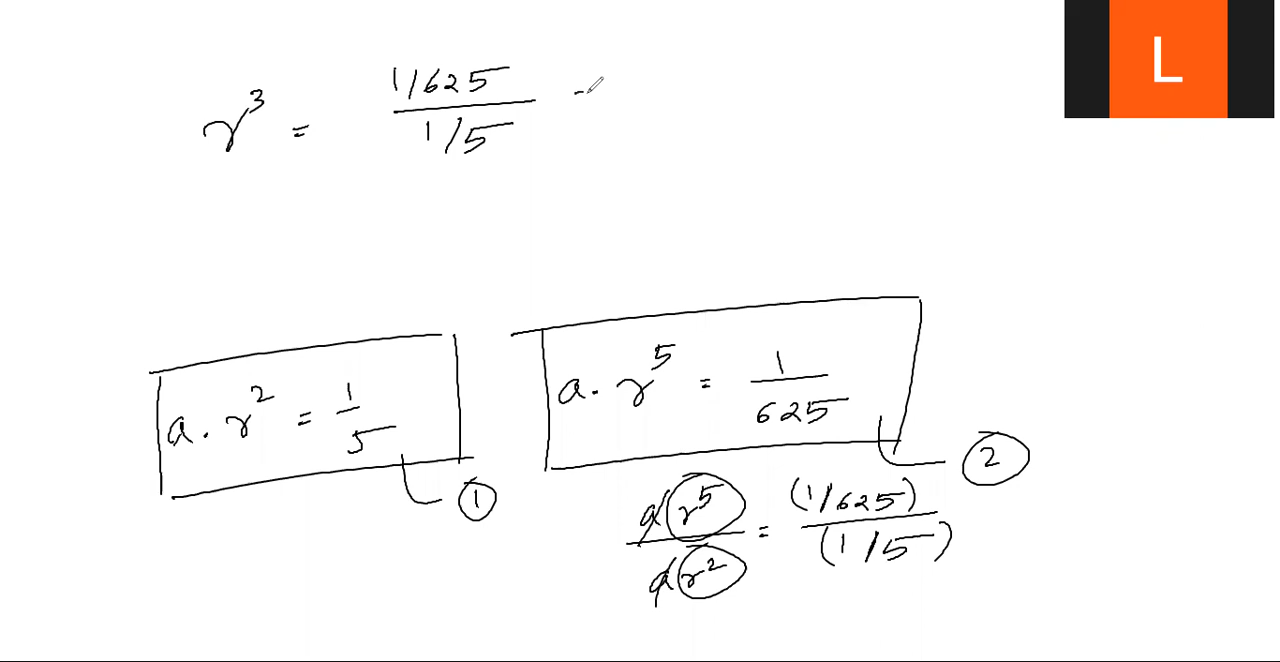 L
r³ = (1/625)/(1/5) =
a . r² = 1/5 ①
a . r⁵ = 1/625 ②
a r⁵ / a r² = (1/625)/(1/5)